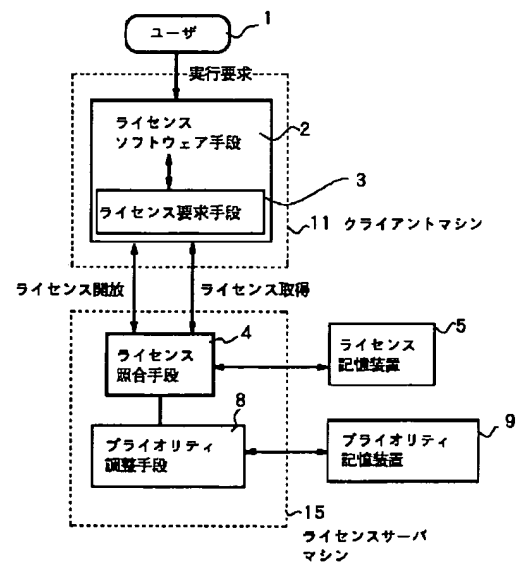 1
ユーザ
実行要求
ライセンス
ソフトウェア手段
2
3
ライセンス要求手段
11 クライアントマシン
ライセンス開放
ライセンス取得
4
ライセンス
照合手段
5
ライセンス
記憶装置
8
プライオリティ
調整手段
9
プライオリティ
記憶装置
15
ライセンスサーバ
マシン